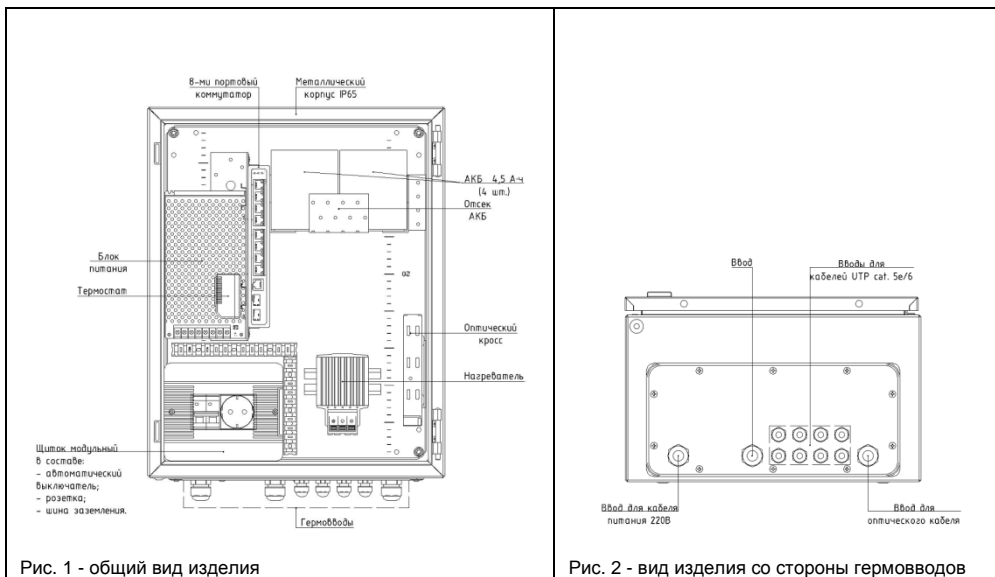 8-ми портовый
коммутатор
Металлический
корпус IP65
АКБ 4,5 А·ч
(4 шт.)
Отсек
АКБ
Блок
питания
Термостат
Оптический
кросс
Нагреватель
Щиток модульный
в составе:
- автоматический
выключатель;
- розетка;
- шина заземления.
Гермовводы
Рис. 1 - общий вид изделия
Ввод
Вводы для
кабелей UTP cat. 5e/6
Ввод для кабеля
питания 220В
Ввод для
оптического кабеля
Рис. 2 - вид изделия со стороны гермовводов